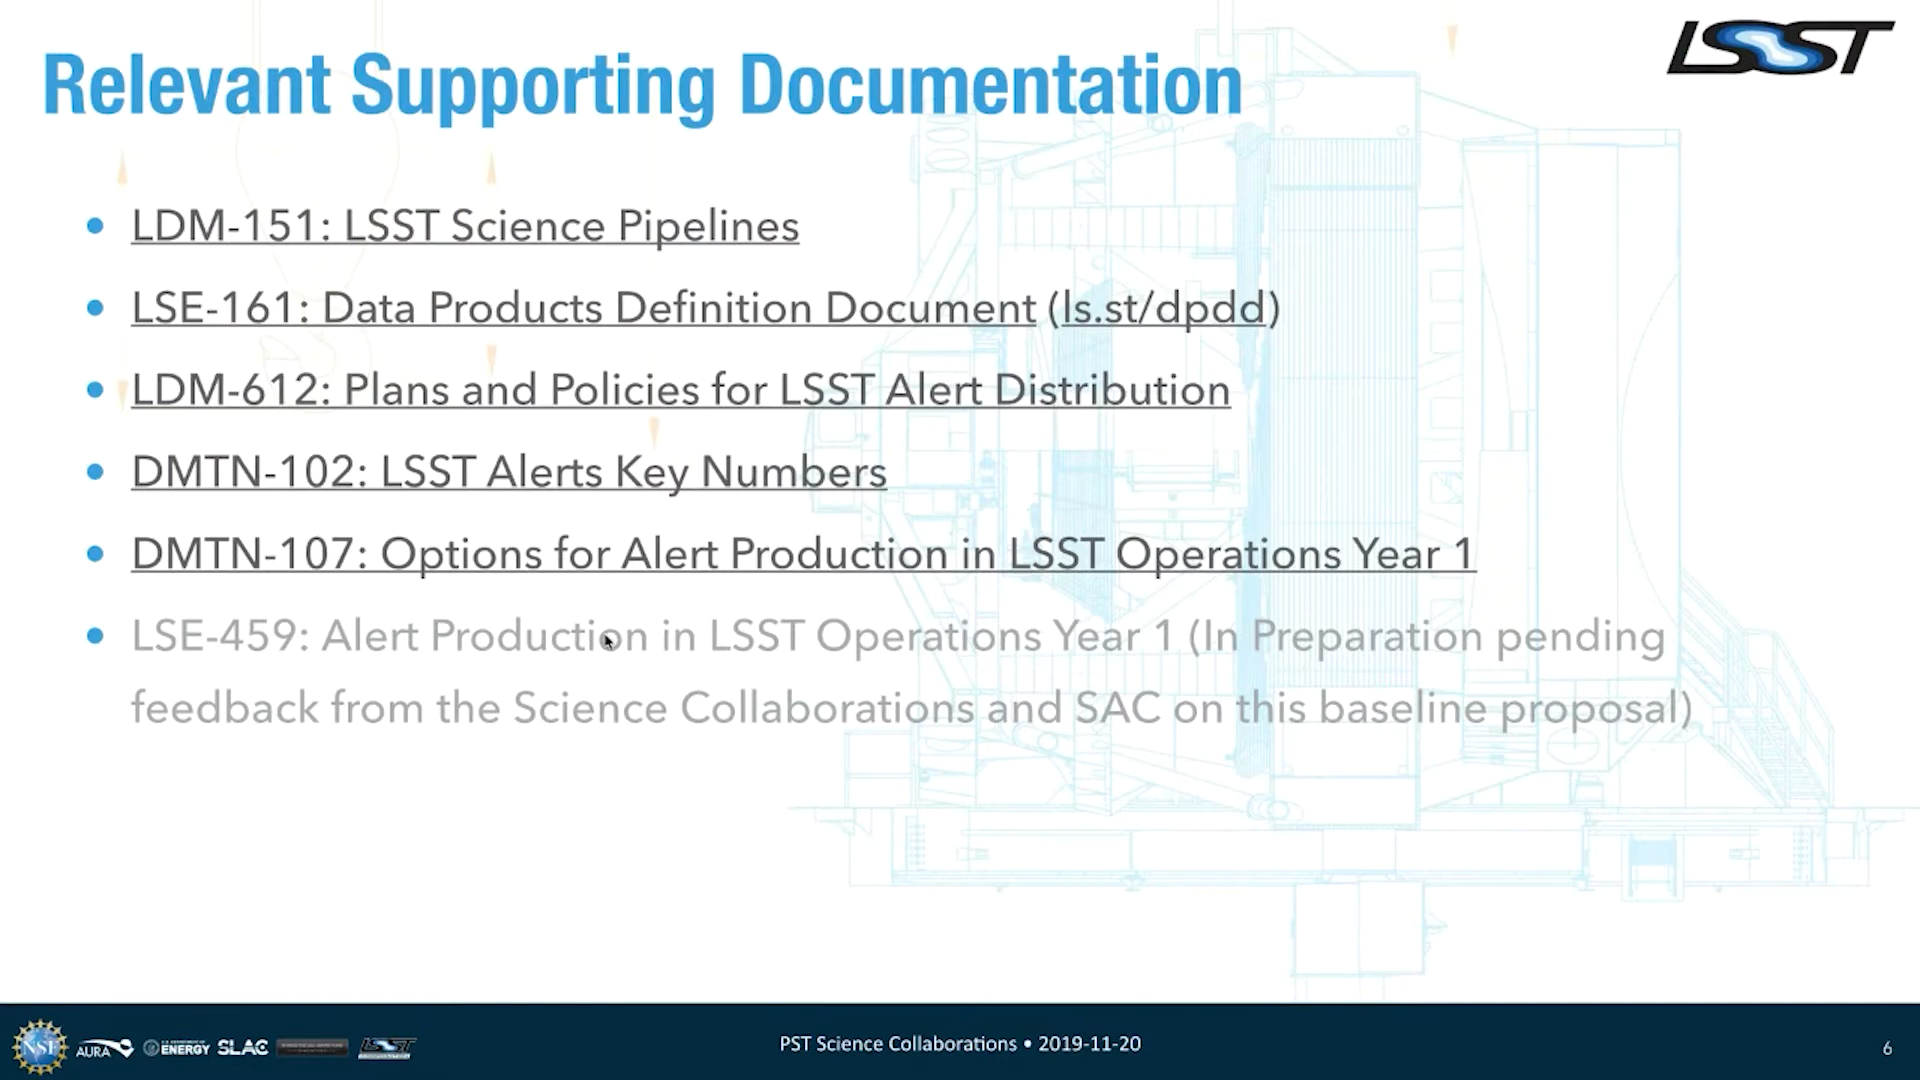 LSST
Relevant Supporting Documentation
• LDM-151: LSST Science Pipelines
• LSE-161: Data Products Definition Document (ls.st/dpdd)
• LDM-612: Plans and Policies for LSST Alert Distribution
• DMTN-102: LSST Alerts Key Numbers
• DMTN-107: Options for Alert Production in LSST Operations Year 1
• LSE-459: Alert Production in LSST Operations Year 1 (In Preparation pending
feedback from the Science Collaborations and SAC on this baseline proposal)
NSF AURA ENERGY SLAC LSST
PST Science Collaborations • 2019-11-20
6